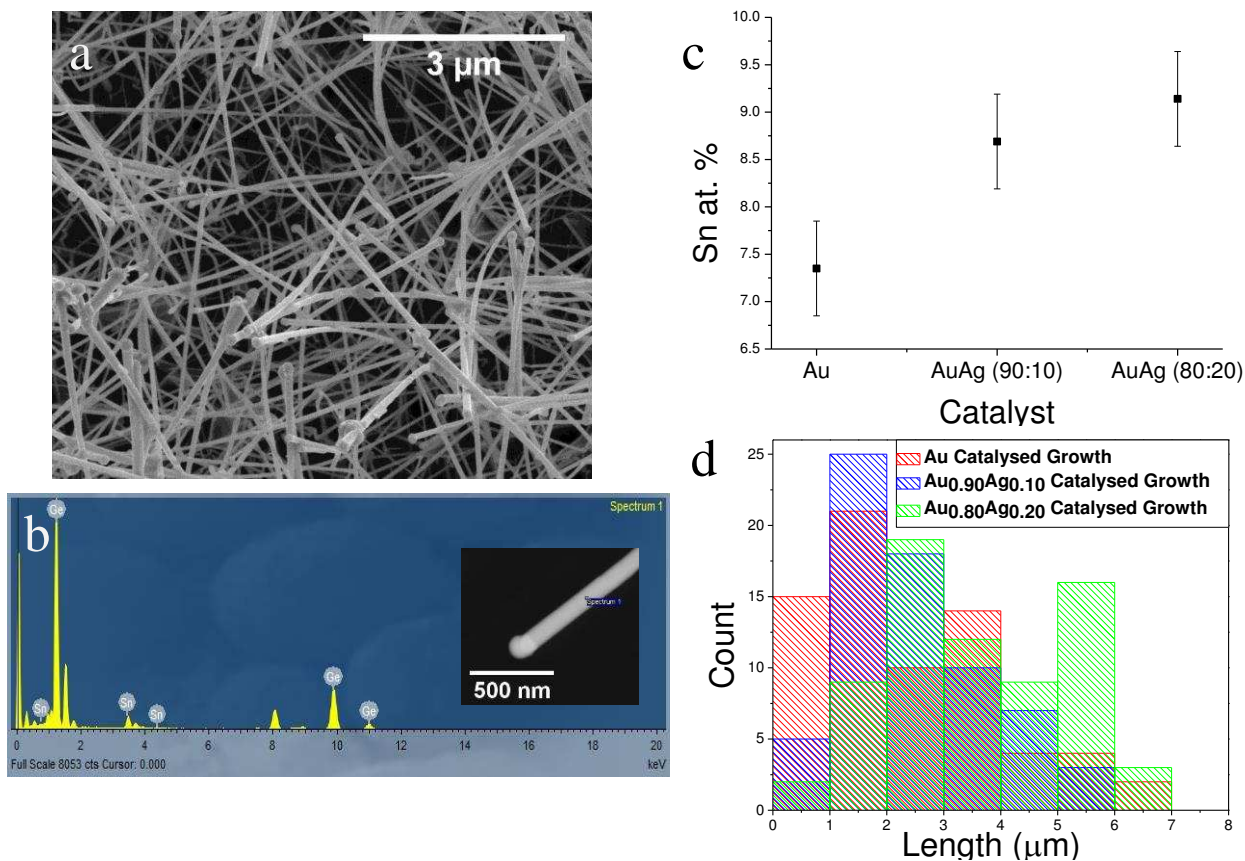 a
3 µm
b
Spectrum 1
Ge
Sn
Sn
Sn
Ge
Ge
Spectrum 1
500 nm
0 2 4 6 8 10 12 14 16 18 20
Full Scale 8053 cts Cursor: 0.000
keV
c
10.0
9.5
9.0
8.5
8.0
7.5
7.0
6.5
Sn at. %
Au AuAg (90:10) AuAg (80:20)
Catalyst
d
Au Catalysed Growth
Au0.90Ag0.10 Catalysed Growth
Au0.80Ag0.20 Catalysed Growth
25
20
15
10
5
0
Count
0 1 2 3 4 5 6 7 8
Length (µm)